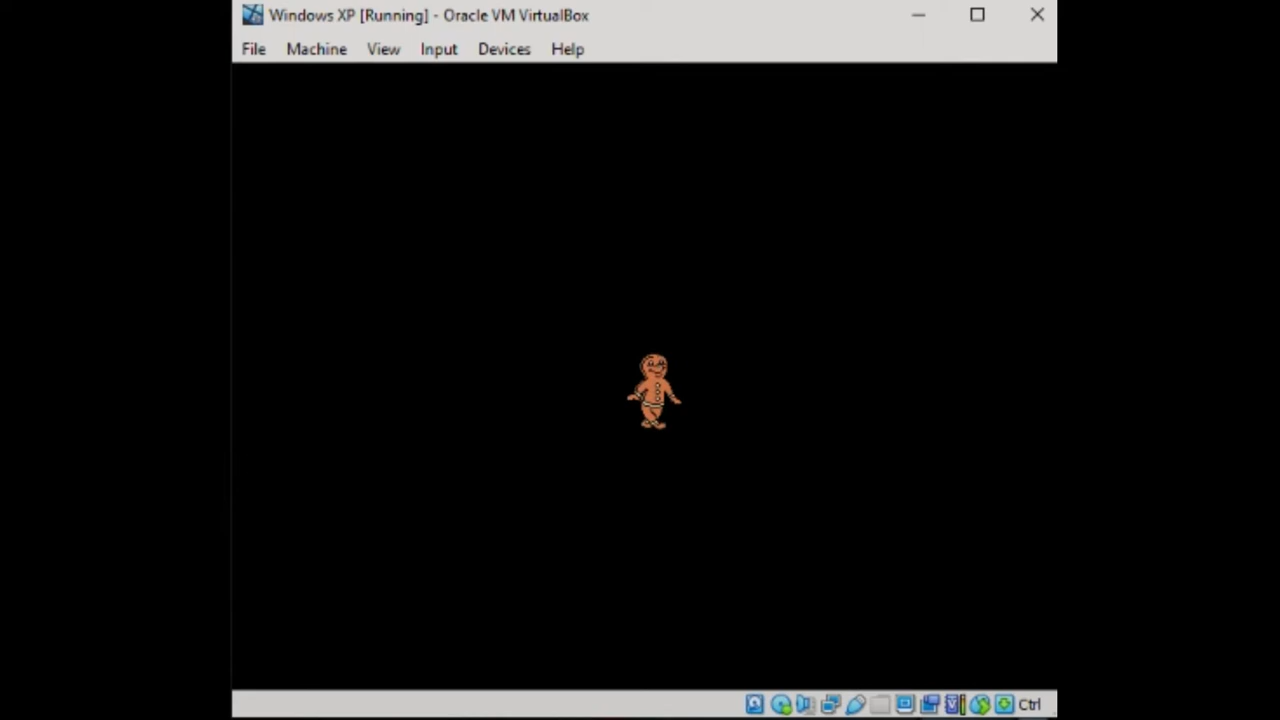 Windows XP [Running] - Oracle VM VirtualBox
File Machine View Input Devices Help
Ctrl